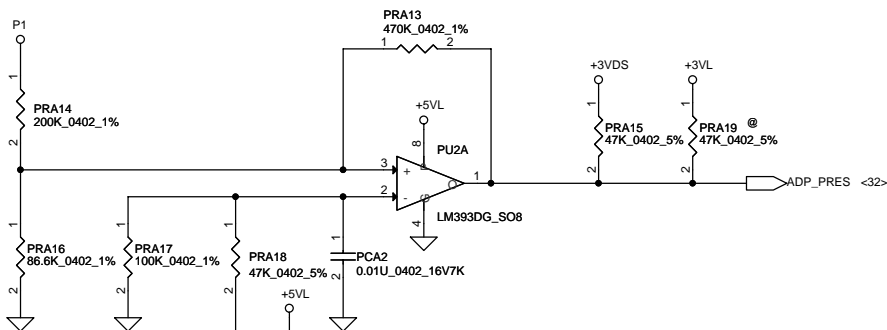 P1
PRA13
470K_0402_1%
1
2
+3VDS
+3VL
+5VL
1
PRA14
200K_0402_1%
2
1
PRA15
47K_0402_5%
2
1
PRA19 @
47K_0402_5%
2
8
PU2A
3
+
2
-
1
ADP_PRES <32>
LM393DG_SO8
4
1
PRA16
86.6K_0402_1%
2
1
PRA17
100K_0402_1%
2
1
PRA18
47K_0402_5%
2
1
PCA2
0.01U_0402_16V7K
2
+5VL